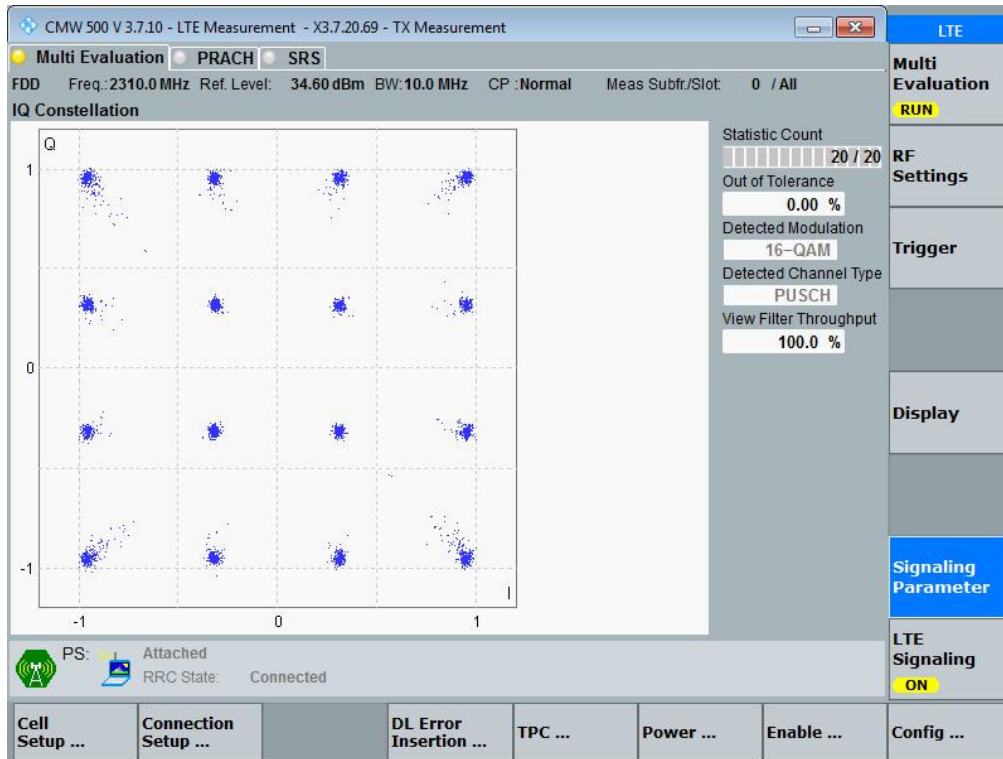 CMW 500 V 3.7.10 - LTE Measurement - X3.7.20.69 - TX Measurement
LTE
Multi Evaluation PRACH SRS
FDD Freq.:2310.0 MHz Ref. Level: 34.60 dBm BW:10.0 MHz CP :Normal Meas Subfr./Slot: 0 / All
IQ Constellation
Q
1
0
-1
-1 0 1
I
Statistic Count
20 / 20
Out of Tolerance
0.00 %
Detected Modulation
16-QAM
Detected Channel Type
PUSCH
View Filter Throughput
100.0 %
Multi
Evaluation
RUN
RF
Settings
Trigger
Display
Signaling
Parameter
LTE
Signaling
ON
PS: Attached
RRC State: Connected
Cell
Setup ...
Connection
Setup ...
DL Error
Insertion ...
TPC ...
Power ...
Enable ...
Config ...